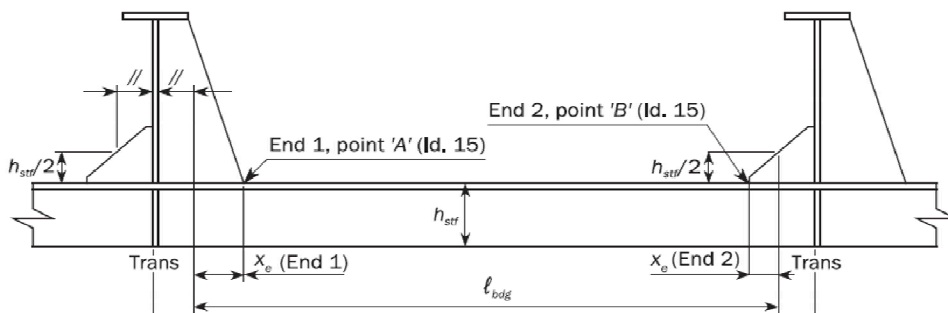 //
//
End 2, point 'B' (Id. 15)
End 1, point 'A' (Id. 15)
h_stf/2
h_stf/2
h_stf
Trans
x_e (End 1)
x_e (End 2)
Trans
ℓ_bdg